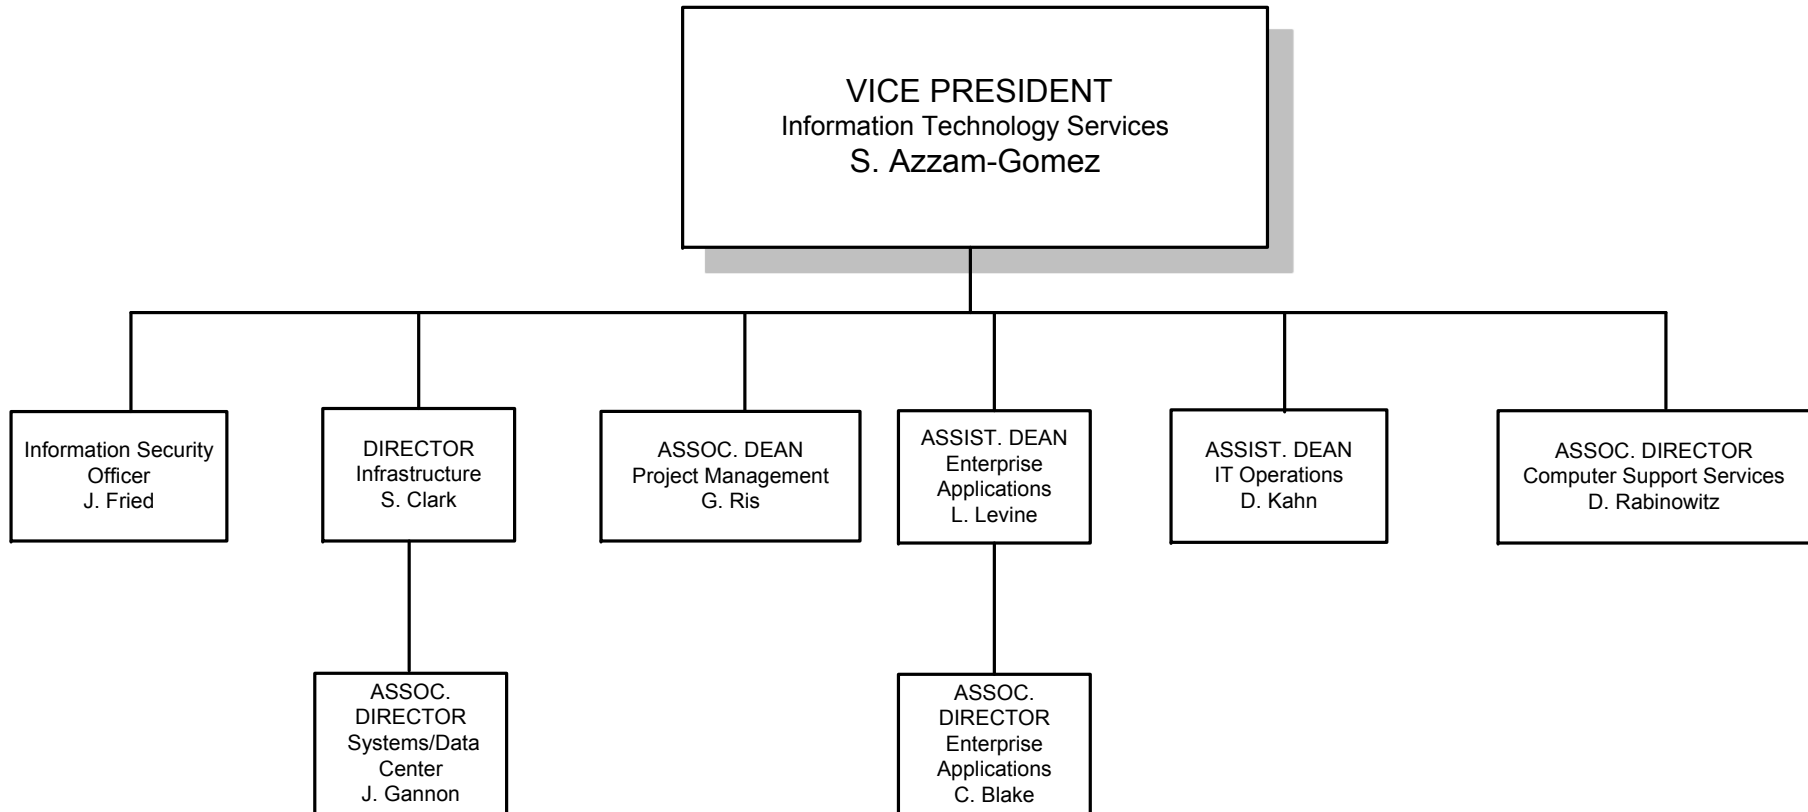 VICE PRESIDENT
Information Technology Services
S. Azzam-Gomez
Information Security
Officer
J. Fried
DIRECTOR
Infrastructure
S. Clark
ASSOC. DEAN
Project Management
G. Ris
ASSIST. DEAN
Enterprise
Applications
L. Levine
ASSIST. DEAN
IT Operations
D. Kahn
ASSOC. DIRECTOR
Computer Support Services
D. Rabinowitz
ASSOC.
DIRECTOR
Systems/Data
Center
J. Gannon
ASSOC.
DIRECTOR
Enterprise
Applications
C. Blake